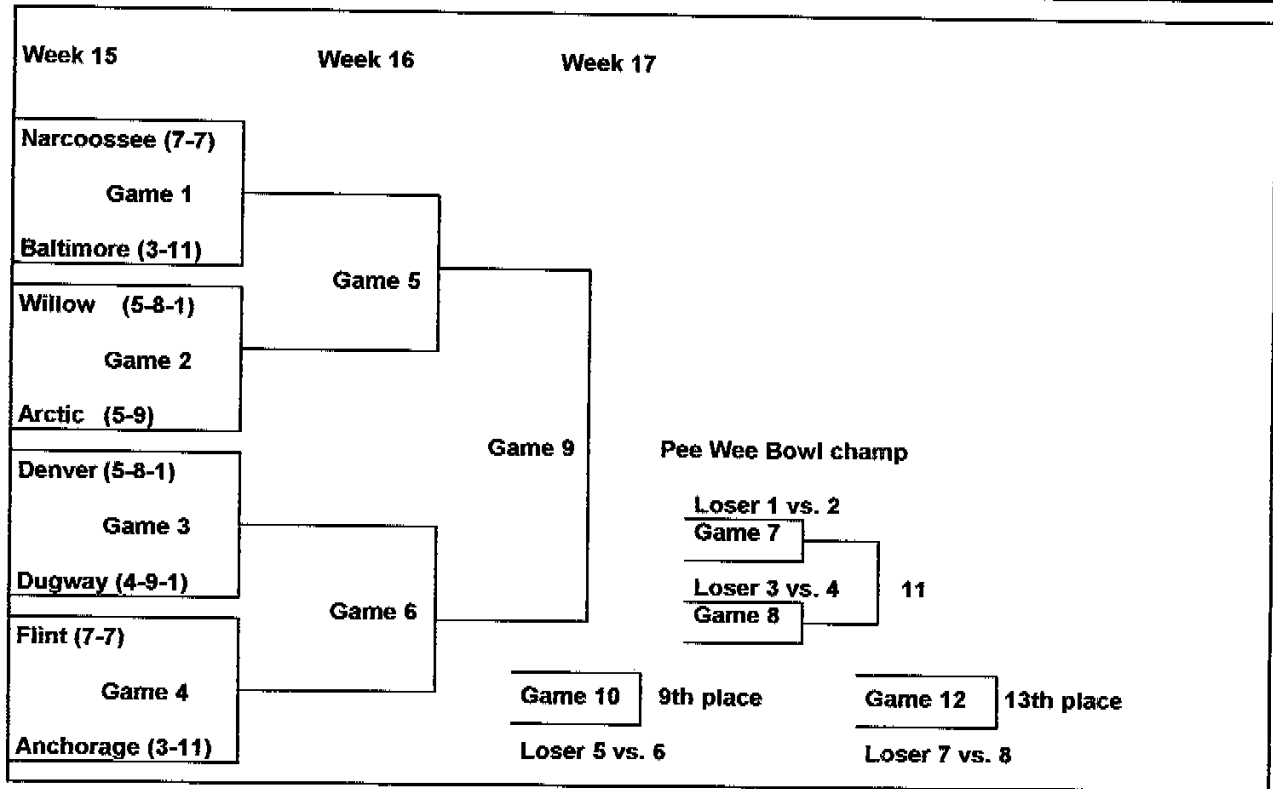 Week 15 Week 16 Week 17
Narcoossee (7-7)
Game 1
Baltimore (3-11)
Game 5
Willow (5-8-1)
Game 2
Arctic (5-9)
Game 9
Pee Wee Bowl champ
Denver (5-8-1)
Game 3
Dugway (4-9-1)
Game 6
Flint (7-7)
Game 4
Anchorage (3-11)
Loser 1 vs. 2
Game 7
Loser 3 vs. 4
Game 8
11
Game 10 9th place
Loser 5 vs. 6
Game 12 13th place
Loser 7 vs. 8